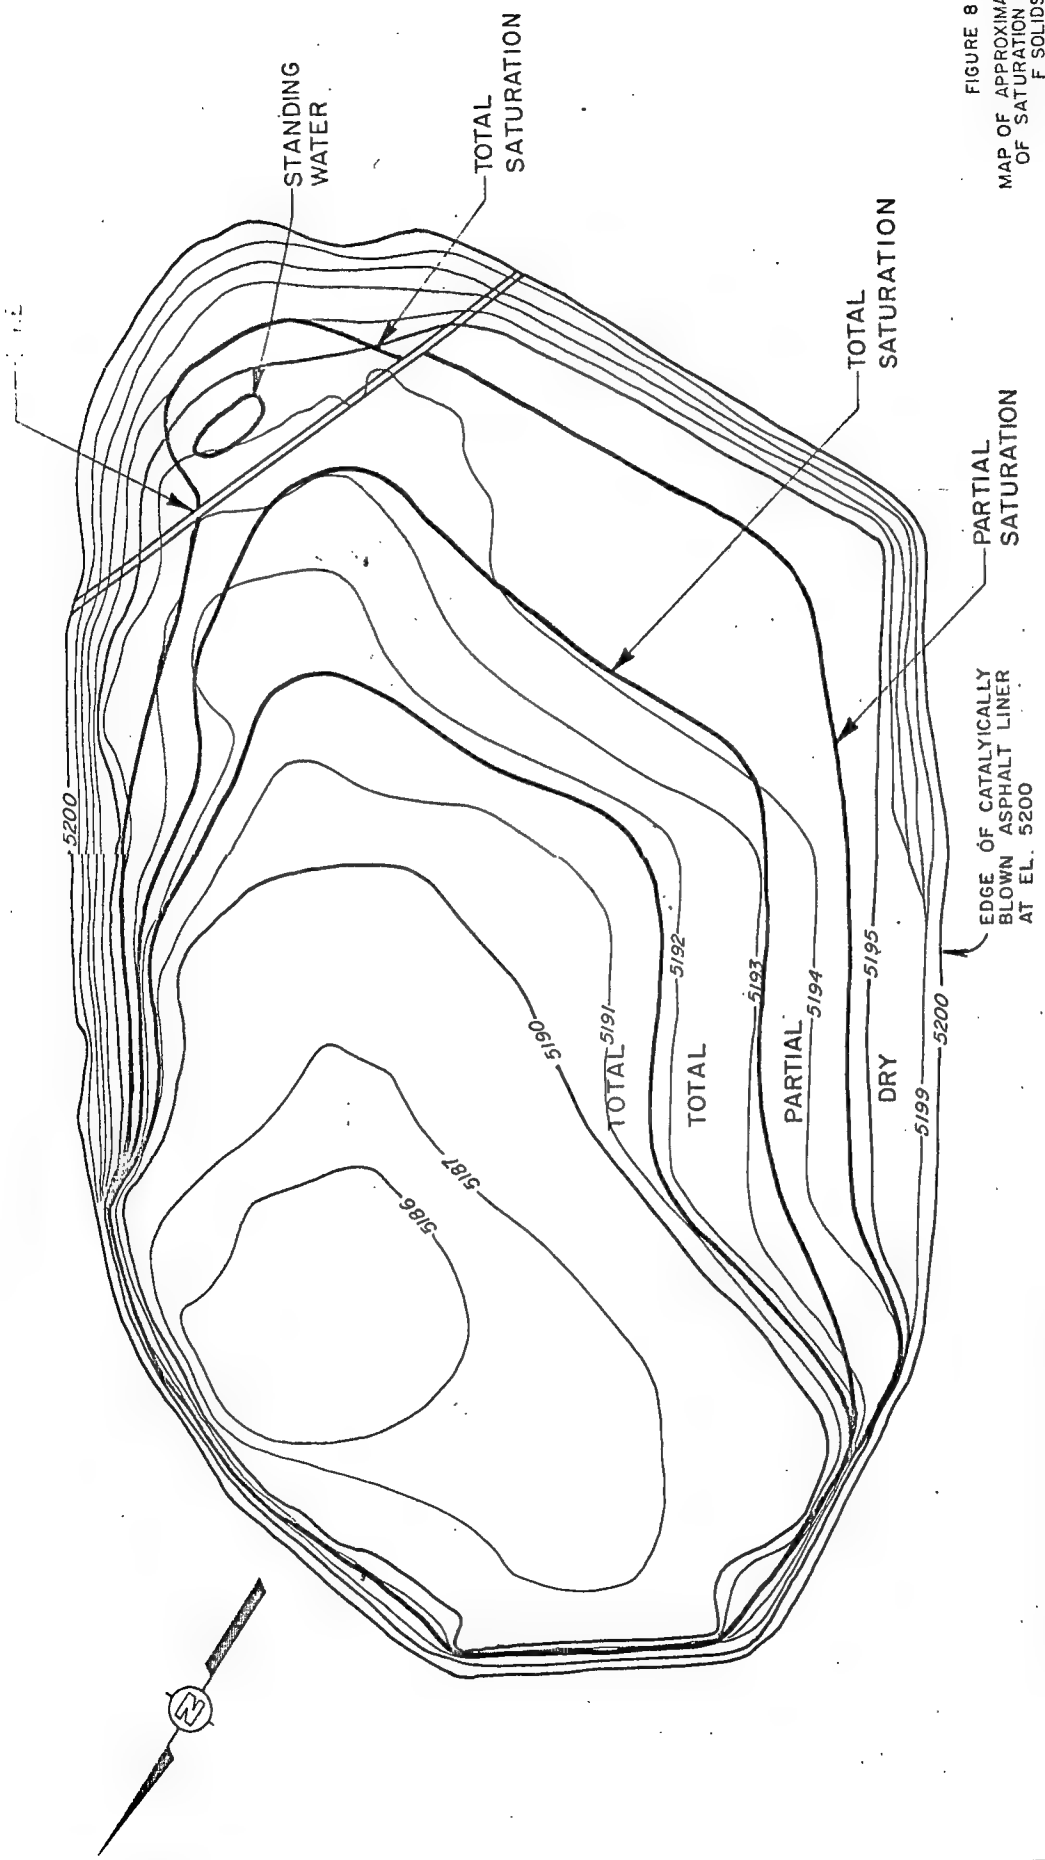 STANDING
WATER
TOTAL
SATURATION
TOTAL
SATURATION
PARTIAL
SATURATION
EDGE OF CATALYICALLY
BLOWN ASPHALT LINER
AT EL. 5200
5200
5186
5187
5190
5191
TOTAL
5192
TOTAL
5193
5194
PARTIAL
5195
DRY
5199
5200
N
FIGURE 8
MAP OF APPROXIMA
OF SATURATION
F SOLIDS